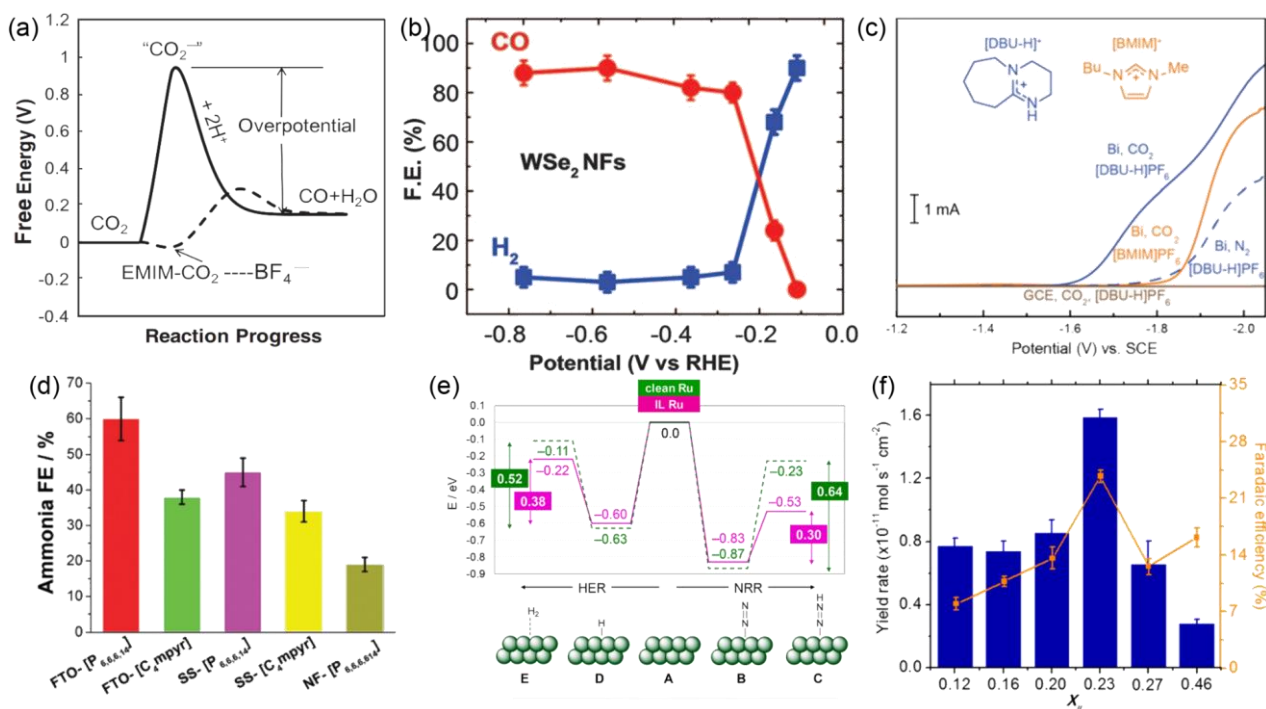 (a)
1.2
1
0.8
0.6
0.4
0.2
0
-0.2
-0.4
Free Energy (V)
"CO₂⁻"
+ 2H⁺
Overpotential
CO+H₂O
CO₂
EMIM-CO₂ ----BF₄⁻
Reaction Progress
(b)
CO
100
80
60
40
20
0
F.E. (%)
WSe₂ NFs
H₂
-0.8 -0.6 -0.4 -0.2 0.0
Potential (V vs RHE)
(c)
[DBU-H]⁺
[BMIM]⁺
N
+
N
H
Bu
N
+
N
Me
Bi, CO₂
[DBU-H]PF₆
1 mA
Bi, CO₂
[BMIM]PF₆
Bi, N₂
[DBU-H]PF₆
GCE, CO₂, [DBU-H]PF₆
-1.2 -1.4 -1.6 -1.8 -2.0
Potential (V) vs. SCE
(d)
70
60
50
40
30
20
10
0
Ammonia FE / %
FTO- [P₆,₆,₆,₁₄]
FTO- [C₄mpyr]
SS- [P₆,₆,₆,₁₄]
SS- [C₄mpyr]
NF- [P₆,₆,₆,₆₁₄]
(e)
clean Ru
IL Ru
0.1
0.0
-0.1
-0.2
-0.3
-0.4
-0.5
-0.6
-0.7
-0.8
-0.9
E / eV
0.0
–0.11
–0.22
0.52
0.38
–0.60
–0.63
–0.23
–0.53
0.64
0.30
–0.83
–0.87
HER
NRR
H₂
H
N
N
H
N
N
E D A B C
(f)
1.6
1.2
0.8
0.4
0.0
Yield rate (x10⁻¹¹ mol s⁻¹ cm⁻²)
35
28
21
14
7
0
Faradaic efficiency (%)
0.12 0.16 0.20 0.23 0.27 0.46